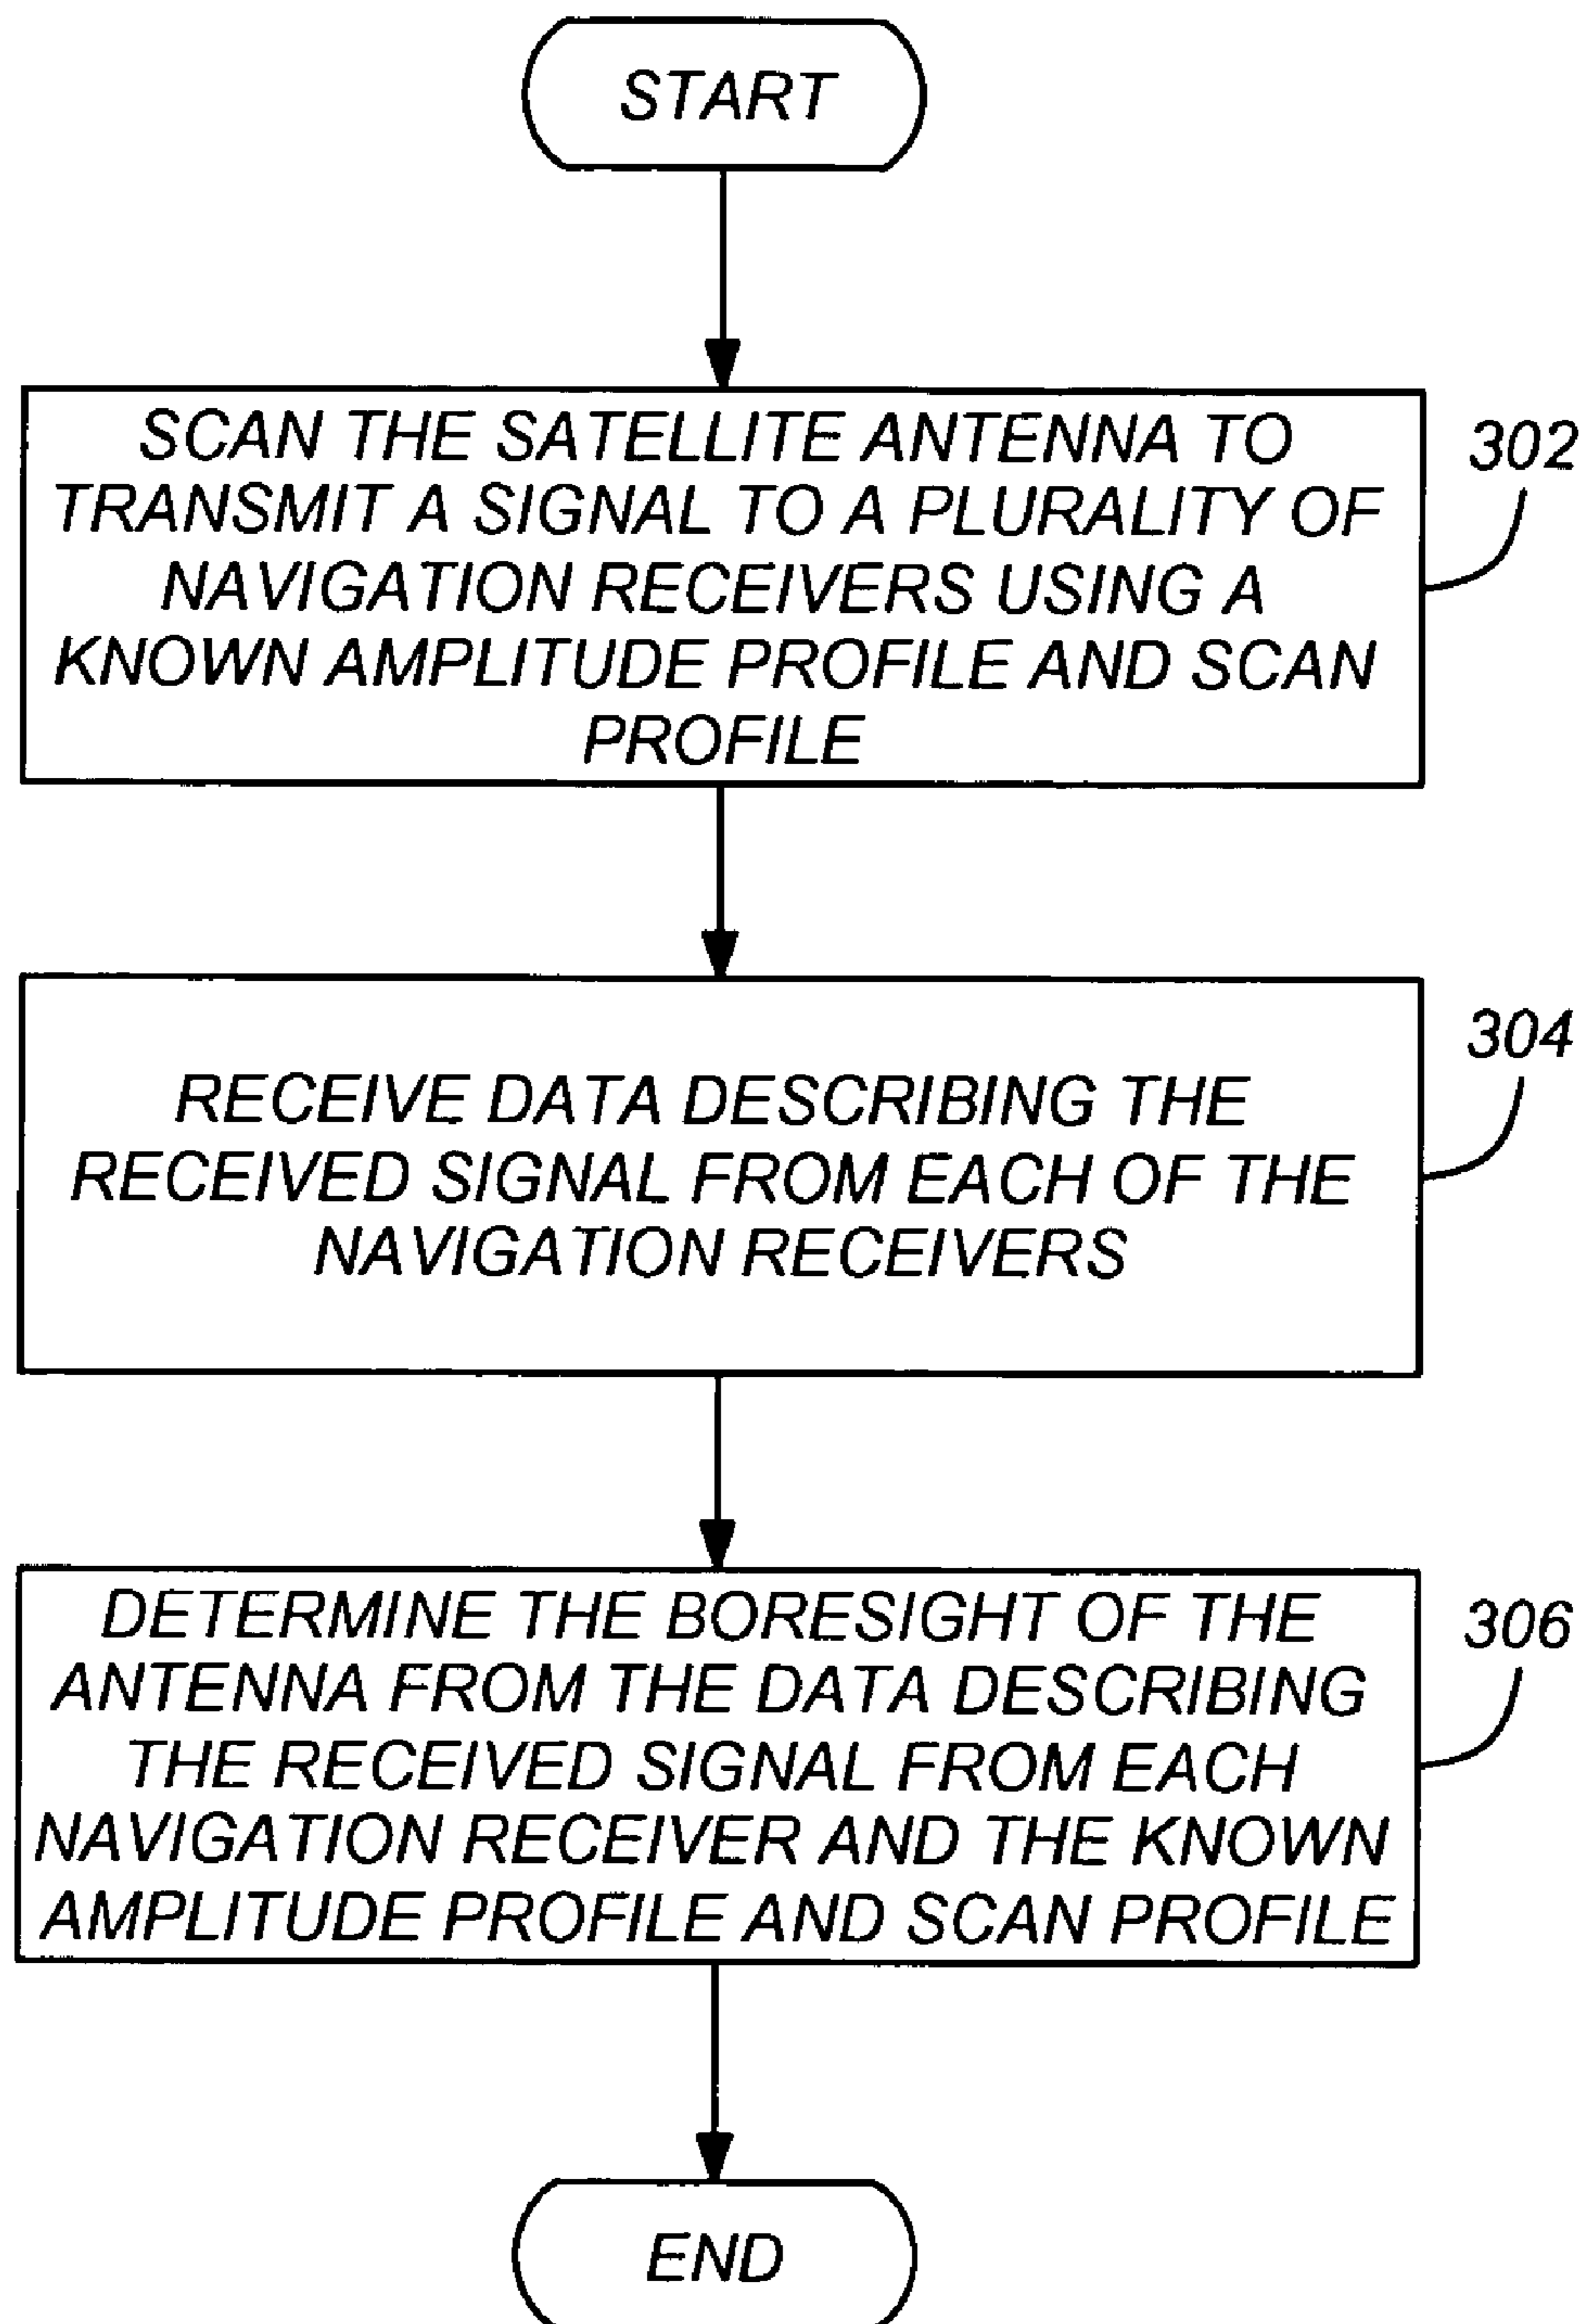 START
SCAN THE SATELLITE ANTENNA TO
TRANSMIT A SIGNAL TO A PLURALITY OF
NAVIGATION RECEIVERS USING A
KNOWN AMPLITUDE PROFILE AND SCAN
PROFILE
302
RECEIVE DATA DESCRIBING THE
RECEIVED SIGNAL FROM EACH OF THE
NAVIGATION RECEIVERS
304
DETERMINE THE BORESIGHT OF THE
ANTENNA FROM THE DATA DESCRIBING
THE RECEIVED SIGNAL FROM EACH
NAVIGATION RECEIVER AND THE KNOWN
AMPLITUDE PROFILE AND SCAN PROFILE
306
END